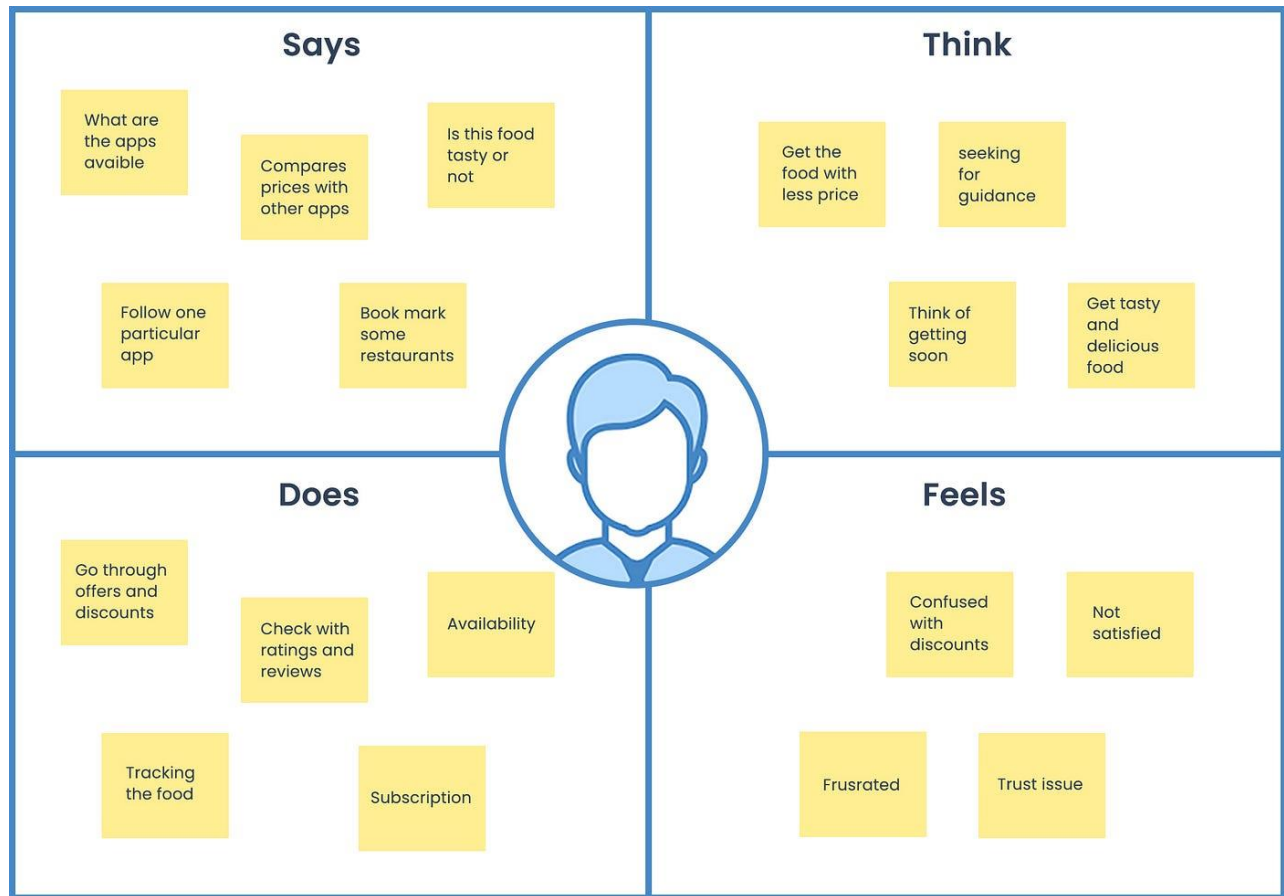 Says
What are
the apps
avaible
Compares
prices with
other apps
Is this food
tasty or
not
Follow one
particular
app
Book mark
some
restaurants
Think
Get the
food with
less price
seeking
for
guidance
Think of
getting
soon
Get tasty
and
delicious
food
Does
Go through
offers and
discounts
Check with
ratings and
reviews
Availability
Tracking
the food
Subscription
Feels
Confused
with
discounts
Not
satisfied
Frusrated
Trust issue